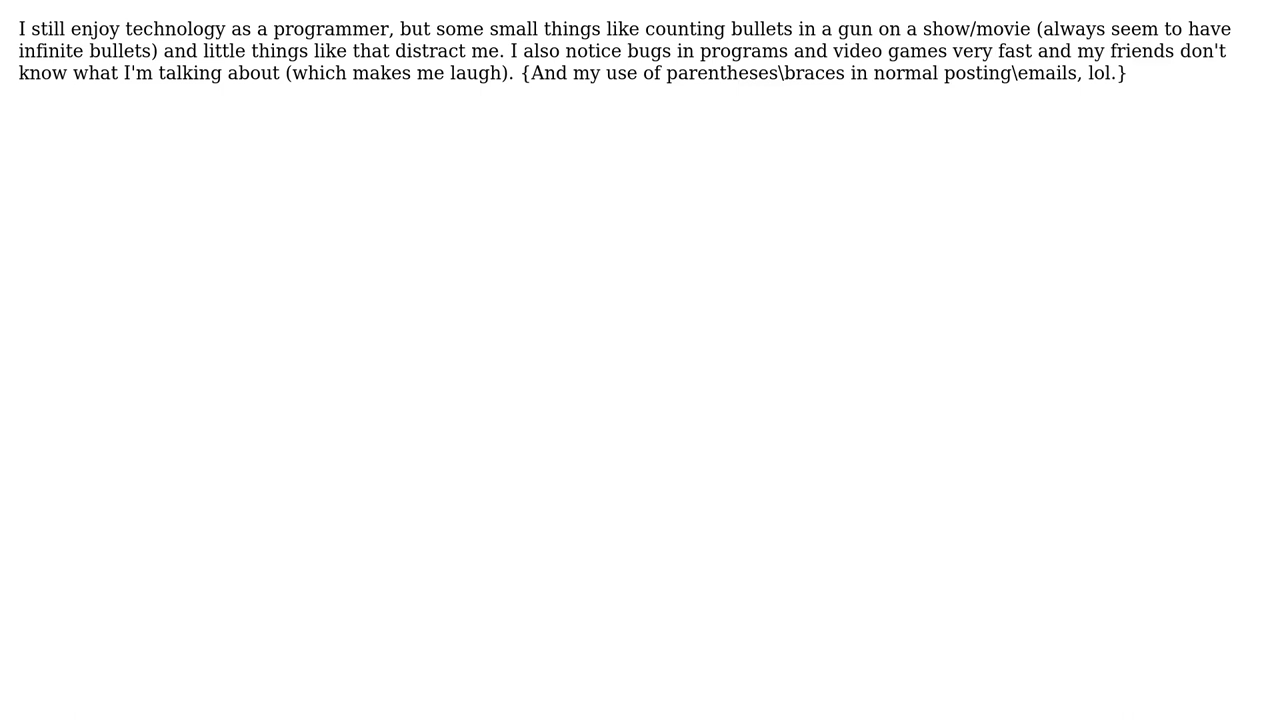 I still enjoy technology as a programmer, but some small things like counting bullets in a gun on a show/movie (always seem to have
infinite bullets) and little things like that distract me. I also notice bugs in programs and video games very fast and my friends don't
know what I'm talking about (which makes me laugh). {And my use of parentheses\braces in normal posting\emails, lol.}